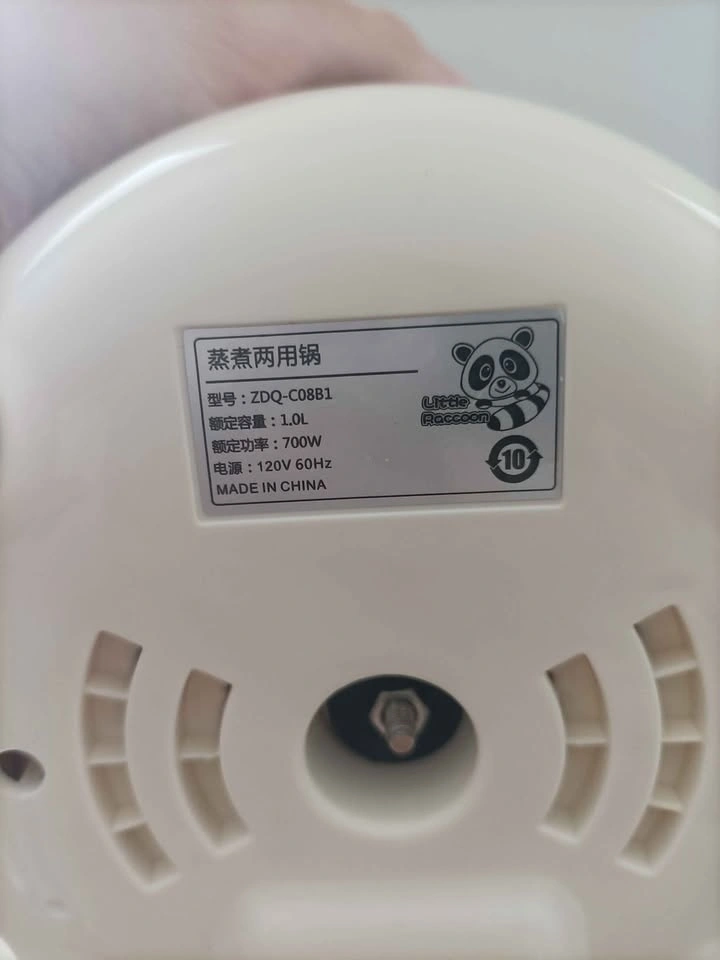 蒸煮两用锅
型号：ZDQ-C08B1
额定容量：1.0L
额定功率：700W
电源：120V 60Hz
MADE IN CHINA
Little
Raccoon
10